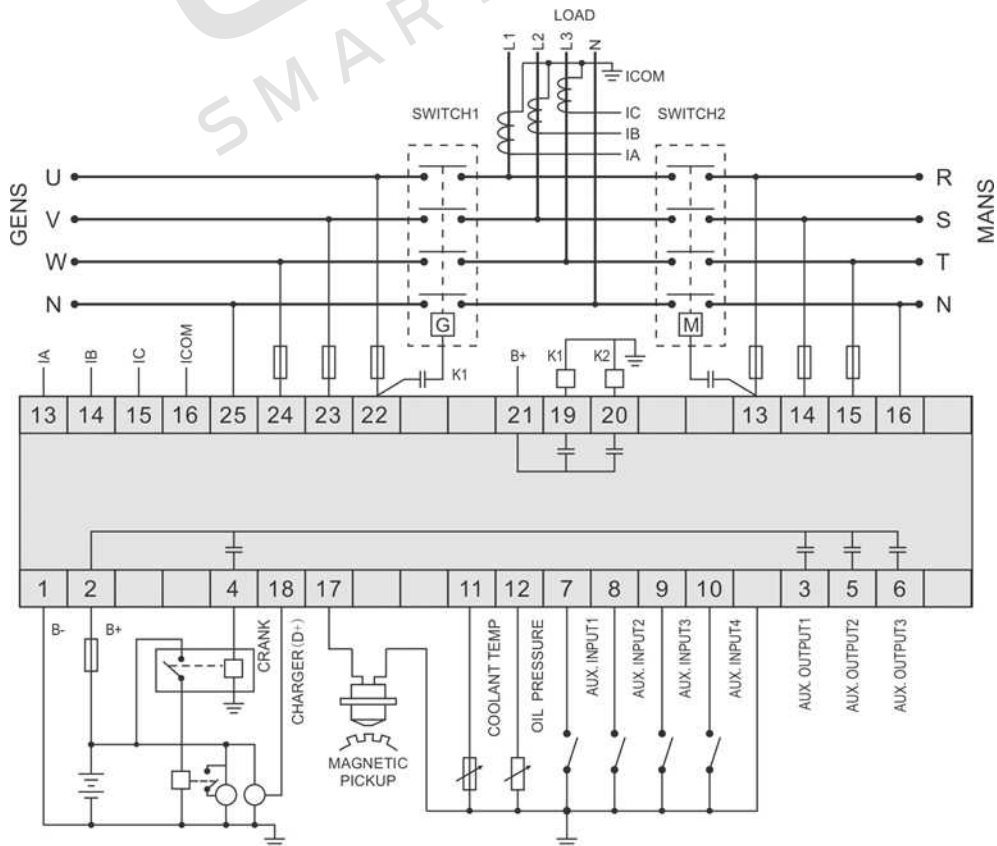 SMAR
LOAD
L1
L2
L3
N
ICOM
SWITCH1
IC
SWITCH2
IB
IA
GENS
U
R
MANS
V
S
W
T
N
N
G
M
IA
IB
IC
ICOM
K1
B+
K1
K2
13 14 15 16 25 24 23 22 21 19 20 13 14 15 16
1 2 4 18 17 11 12 7 8 9 10 3 5 6
B-
B+
CRANK
CHARGER(D+)
MAGNETIC
PICKUP
COOLANT TEMP
OIL PRESSURE
AUX. INPUT1
AUX. INPUT2
AUX. INPUT3
AUX. INPUT4
AUX. OUTPUT1
AUX. OUTPUT2
AUX. OUTPUT3